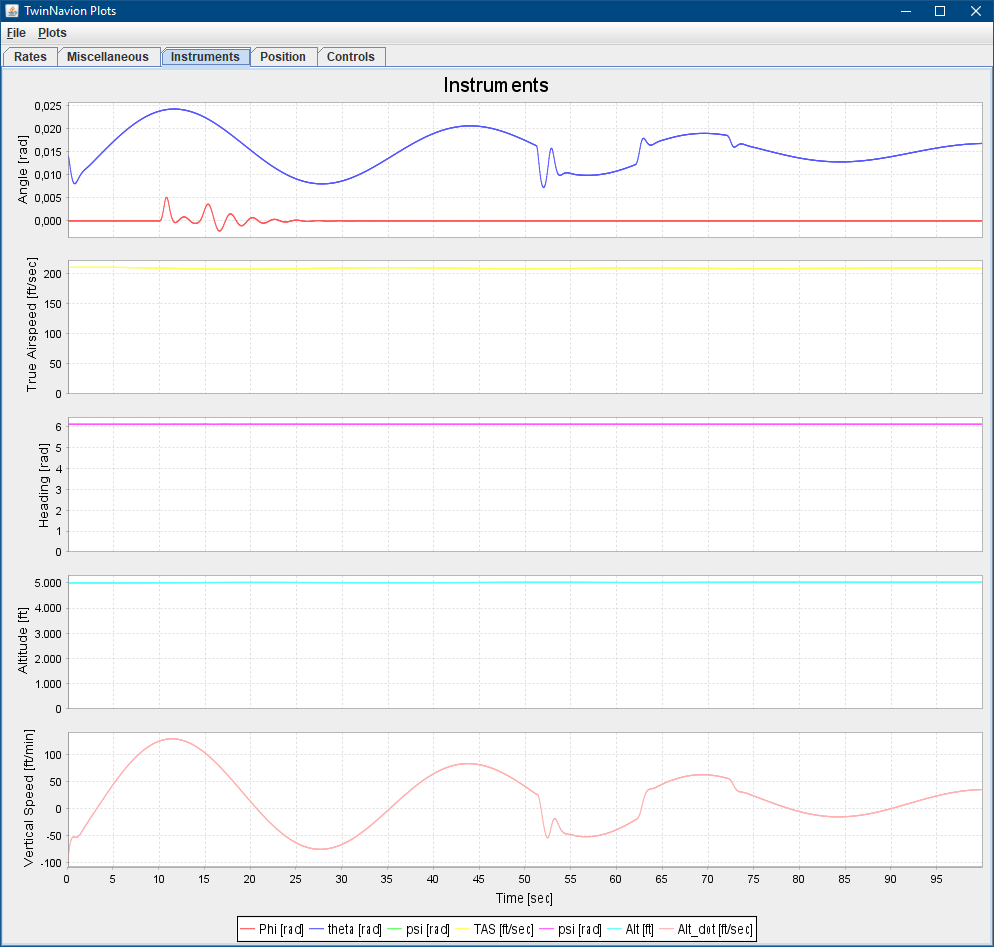 TwinNavion Plots
File Plots
Rates Miscellaneous Instruments Position Controls
Instruments
Angle [rad]
0,025
0,020
0,015
0,010
0,005
0,000
True Airspeed [ft/sec]
200
150
100
50
0
Heading [rad]
6
5
4
3
2
1
0
Altitude [ft]
5.000
4.000
3.000
2.000
1.000
0
Vertical Speed [ft/min]
100
50
0
-50
-100
0 5 10 15 20 25 30 35 40 45 50 55 60 65 70 75 80 85 90 95
Time [sec]
Phi [rad] theta [rad] psi [rad] TAS [ft/sec] psi [rad] Alt [ft] Alt_dot [ft/sec]